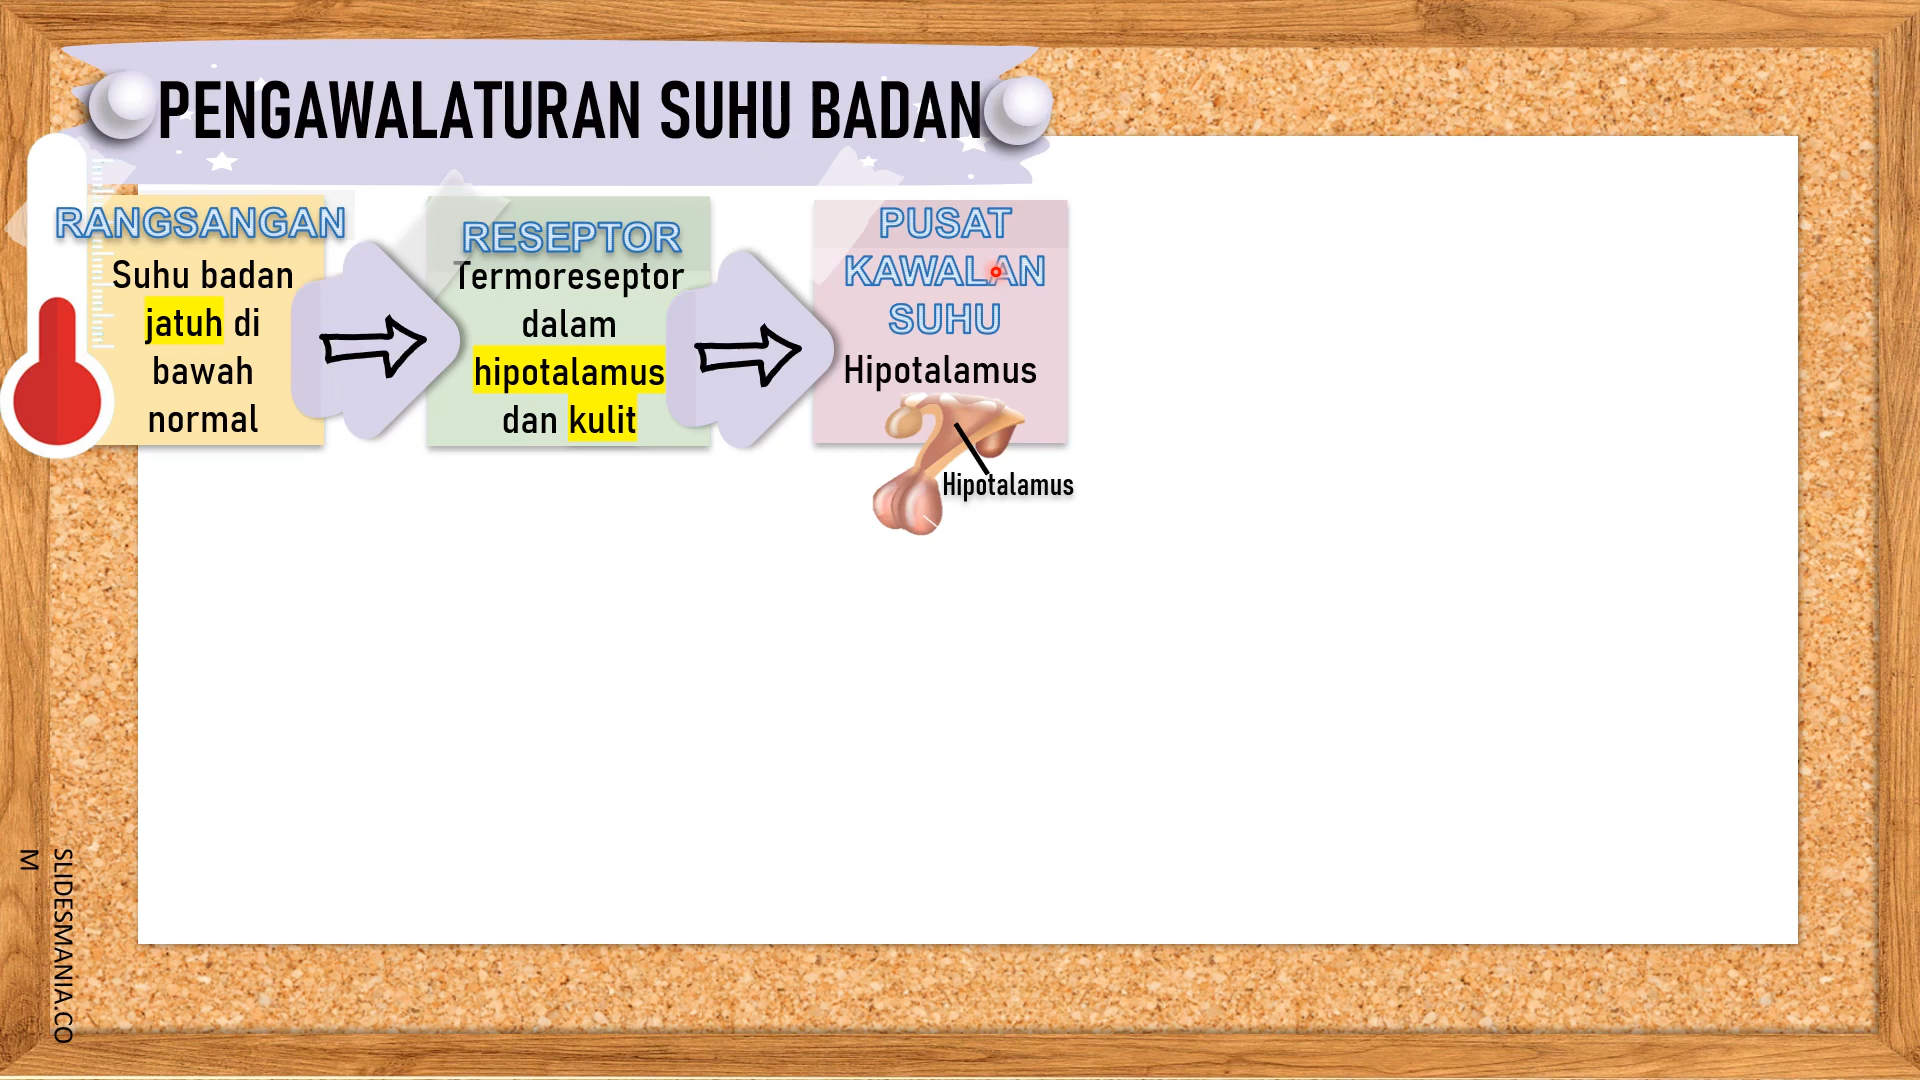 PENGAWALATURAN SUHU BADAN
RANGSANGAN
Suhu badan
jatuh di
bawah
normal
RESEPTOR
Termoreseptor
dalam
hipotalamus
dan kulit
PUSAT
KAWALAN
SUHU
Hipotalamus
Hipotalamus
SLIDESMANIA.CO
M